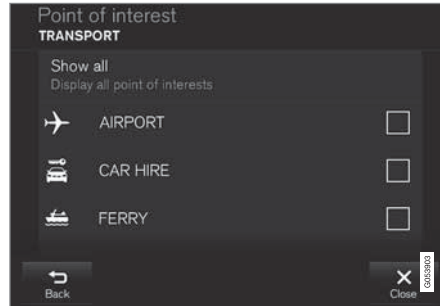 Point of interest
TRANSPORT
Show all
Display all point of interests
AIRPORT
CAR HIRE
FERRY
Back
Close
G053903